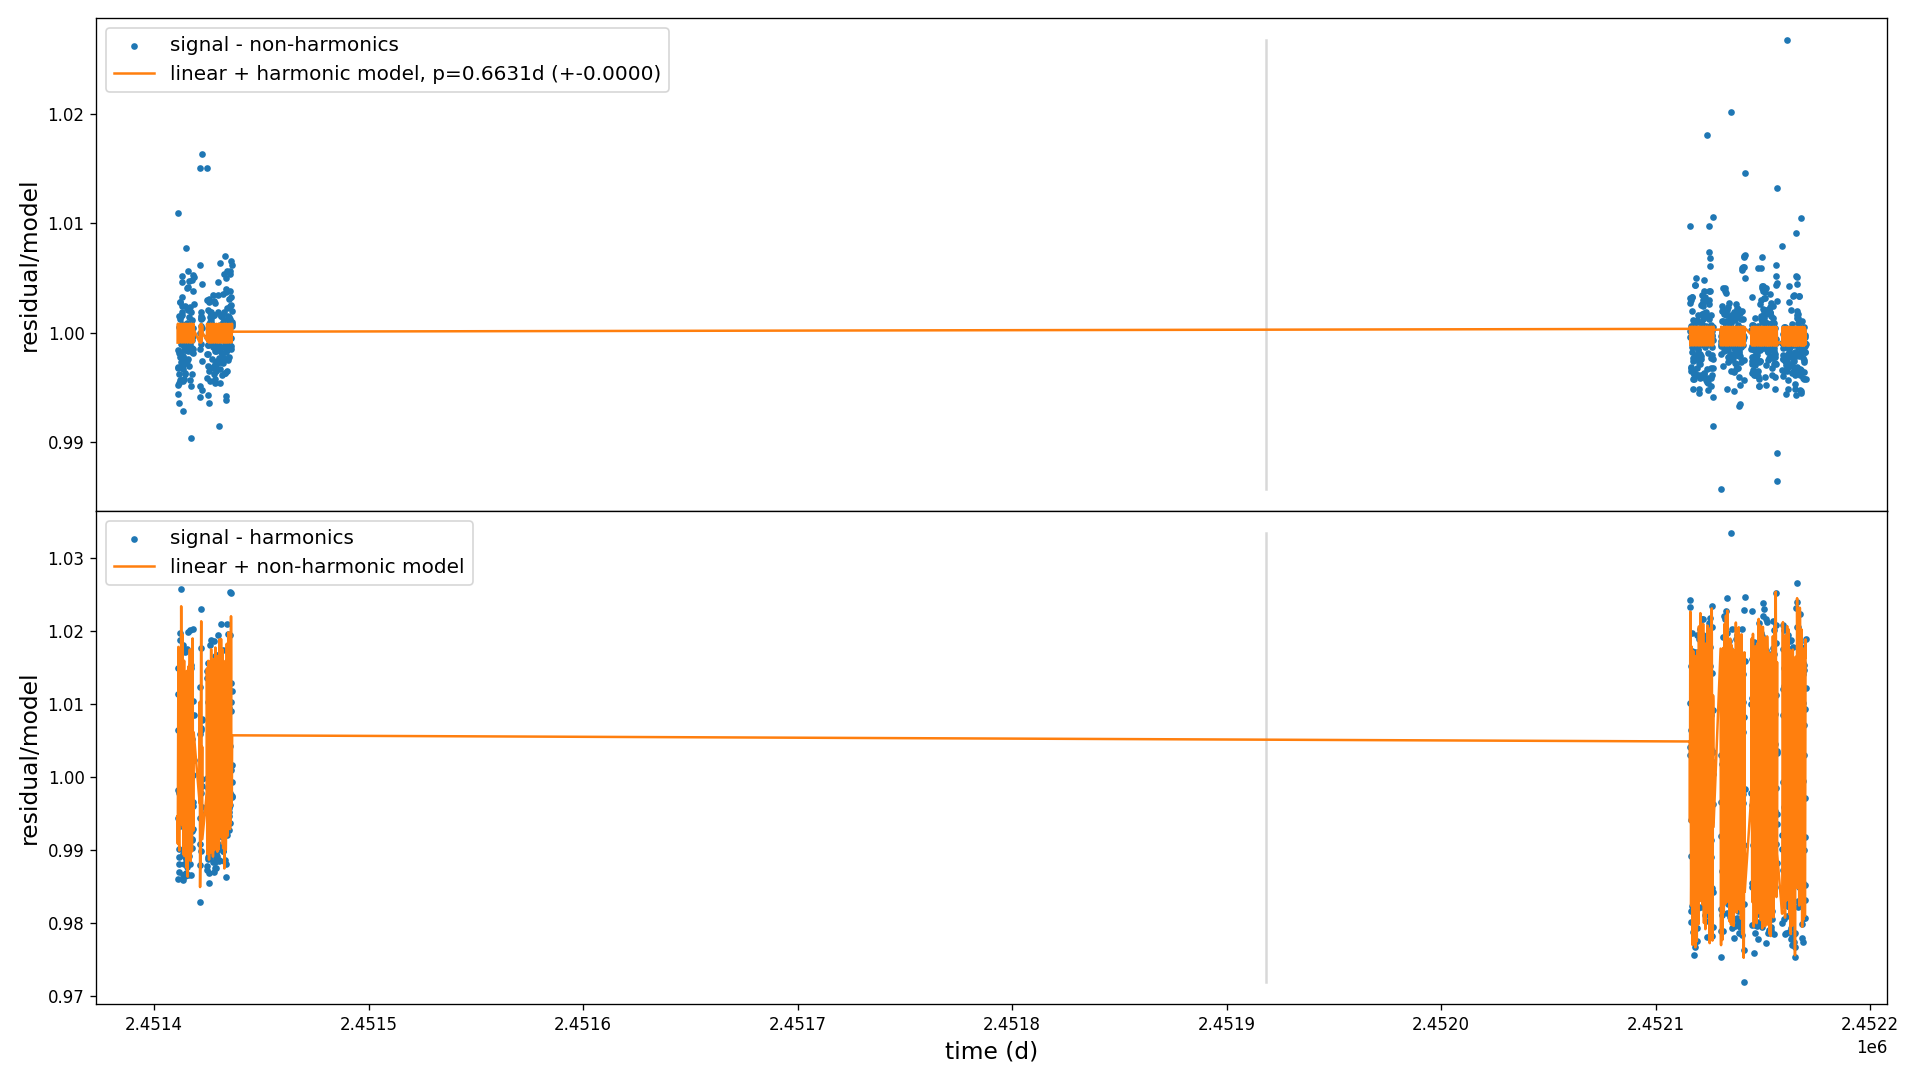 signal - non-harmonics
linear + harmonic model, p=0.6631d (+-0.0000)
1.02
1.01
1.00
0.99
residual/model
signal - harmonics
linear + non-harmonic model
1.03
1.02
1.01
1.00
0.99
0.98
0.97
residual/model
2.4514 2.4515 2.4516 2.4517 2.4518 2.4519 2.4520 2.4521 2.4522
1e6
time (d)